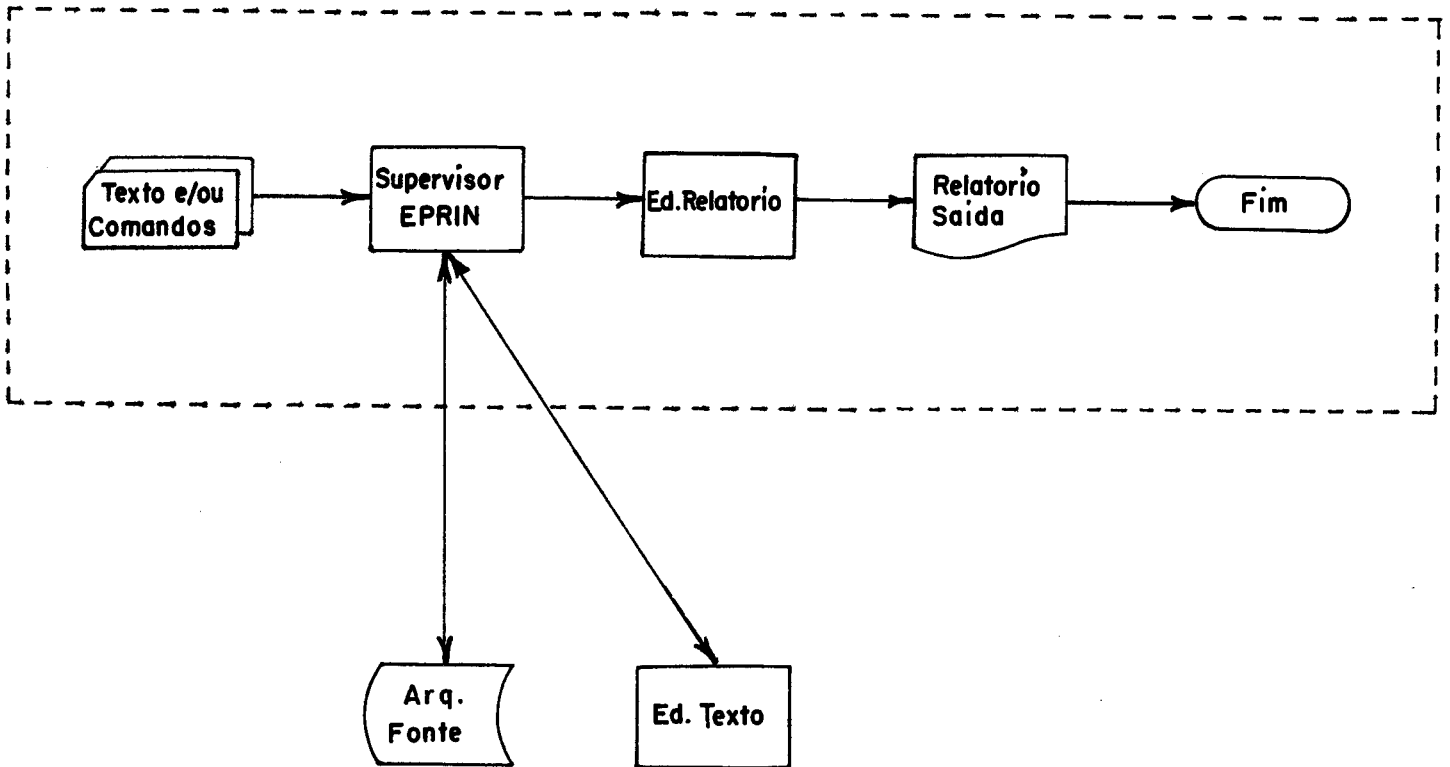 Texto e/ou
Comandos
Supervisor
EPRIN
Ed.Relatorio
Relatorio
Saida
Fim
Arq.
Fonte
Ed. Texto